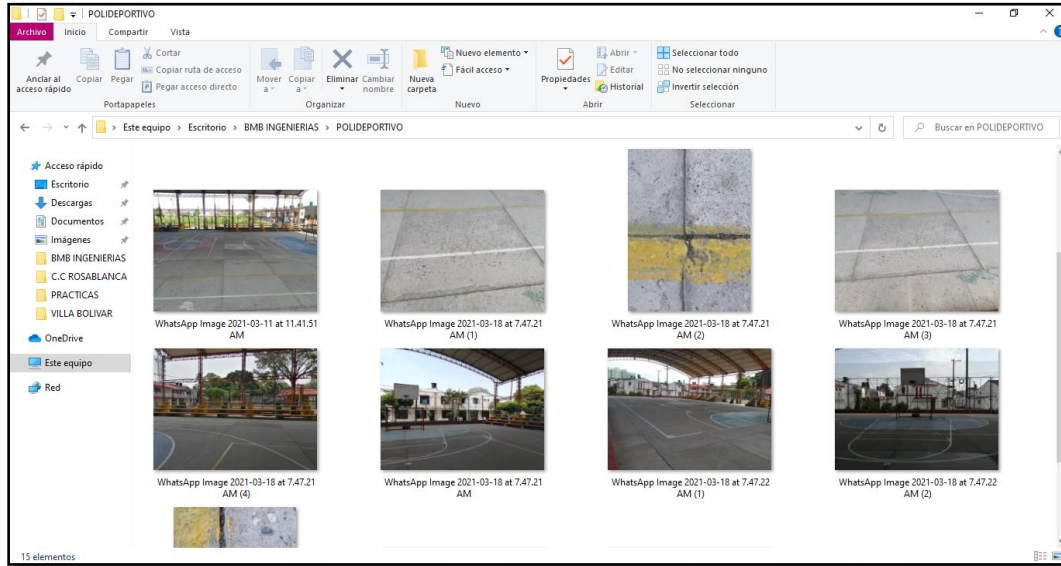 POLIDEPORTIVO
Archivo Inicio Compartir Vista
Anclar al acceso rápido
Copiar
Pegar
Cortar
Copiar ruta de acceso
Pegar acceso directo
Portapapeles
Mover a
Copiar a
Eliminar
Cambiar nombre
Organizar
Nueva carpeta
Nuevo elemento
Fácil acceso
Nuevo
Propiedades
Abrir
Editar
Historial
Abrir
Seleccionar todo
No seleccionar ninguno
Invertir selección
Seleccionar
Este equipo > Escritorio > BMB INGENIERIAS > POLIDEPORTIVO
Buscar en POLIDEPORTIVO
Acceso rápido
Escritorio
Descargas
Documentos
Imágenes
BMB INGENIERIAS
C.C ROSABLANCA
PRACTICAS
VILLA BOLIVAR
OneDrive
Este equipo
Red
WhatsApp Image 2021-03-11 at 11.41.51
AM
WhatsApp Image 2021-03-18 at 7.47.21
AM (1)
WhatsApp Image 2021-03-18 at 7.47.21
AM (2)
WhatsApp Image 2021-03-18 at 7.47.21
AM (3)
WhatsApp Image 2021-03-18 at 7.47.21
AM (4)
WhatsApp Image 2021-03-18 at 7.47.21
AM
WhatsApp Image 2021-03-18 at 7.47.22
AM (1)
WhatsApp Image 2021-03-18 at 7.47.22
AM (2)
15 elementos